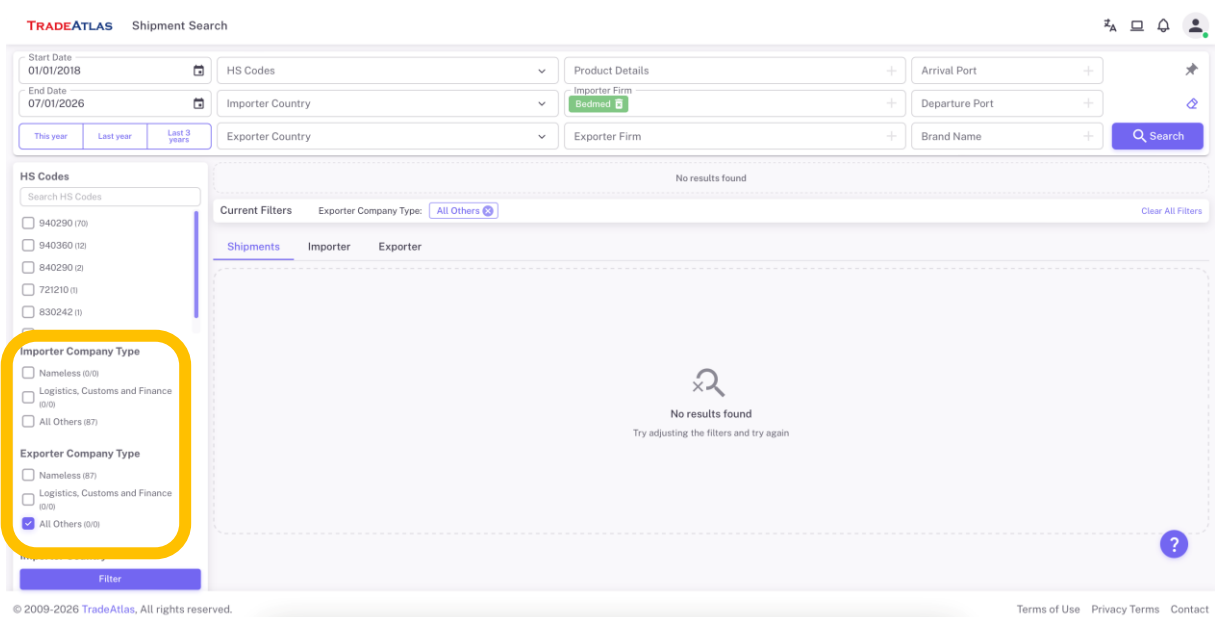 TRADEATLAS Shipment Search
Start Date
01/01/2018
HS Codes
Product Details
Arrival Port
End Date
07/01/2026
Importer Country
Importer Firm
Bedmed
Departure Port
This year
Last year
Last 3 years
Exporter Country
Exporter Firm
Brand Name
Search
HS Codes
Search HS Codes
940290 (70)
940360 (12)
840290 (2)
721210 (1)
830242 (1)
No results found
Current Filters Exporter Company Type: All Others Clear All Filters
Shipments Importer Exporter
No results found
Try adjusting the filters and try again
Importer Company Type
Nameless (0/0)
Logistics, Customs and Finance
(0/0)
All Others (87)
Exporter Company Type
Nameless (87)
Logistics, Customs and Finance
(0/0)
All Others (0/0)
Filter
?
© 2009-2026 TradeAtlas, All rights reserved.
Terms of Use Privacy Terms Contact